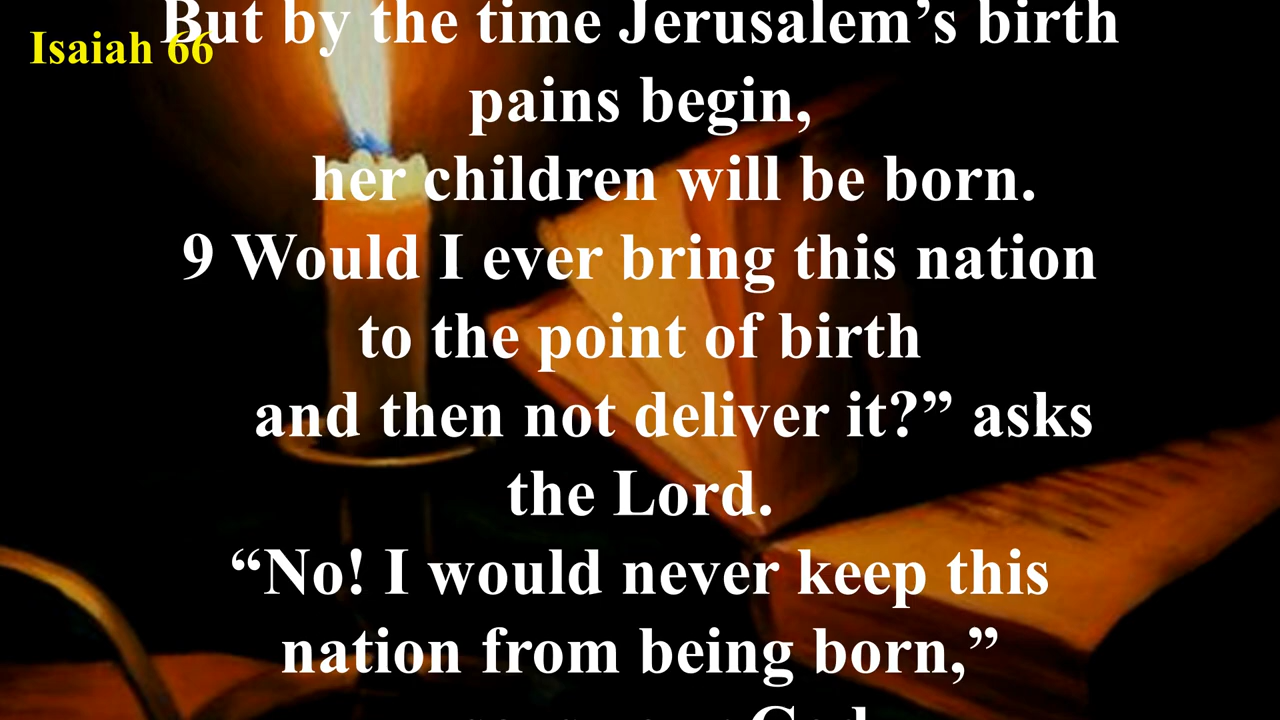 Isaiah 66
But by the time Jerusalem’s birth
pains begin,
her children will be born.
9 Would I ever bring this nation
to the point of birth
and then not deliver it?” asks
the Lord.
“No! I would never keep this
nation from being born,”
God